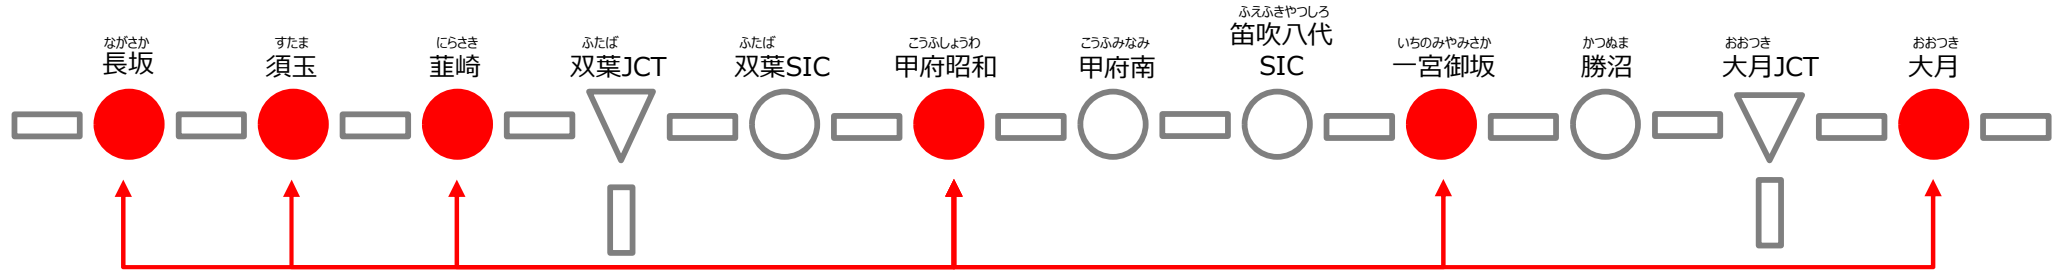 ながさか
長坂
すたま
須玉
にらさき
韮崎
ふたば
双葉JCT
ふたば
双葉SIC
こうふしょうわ
甲府昭和
こうふみなみ
甲府南
ふえふきやつしろ
笛吹八代
SIC
いちのみやみさか
一宮御坂
かつぬま
勝沼
おおつき
大月JCT
おおつき
大月